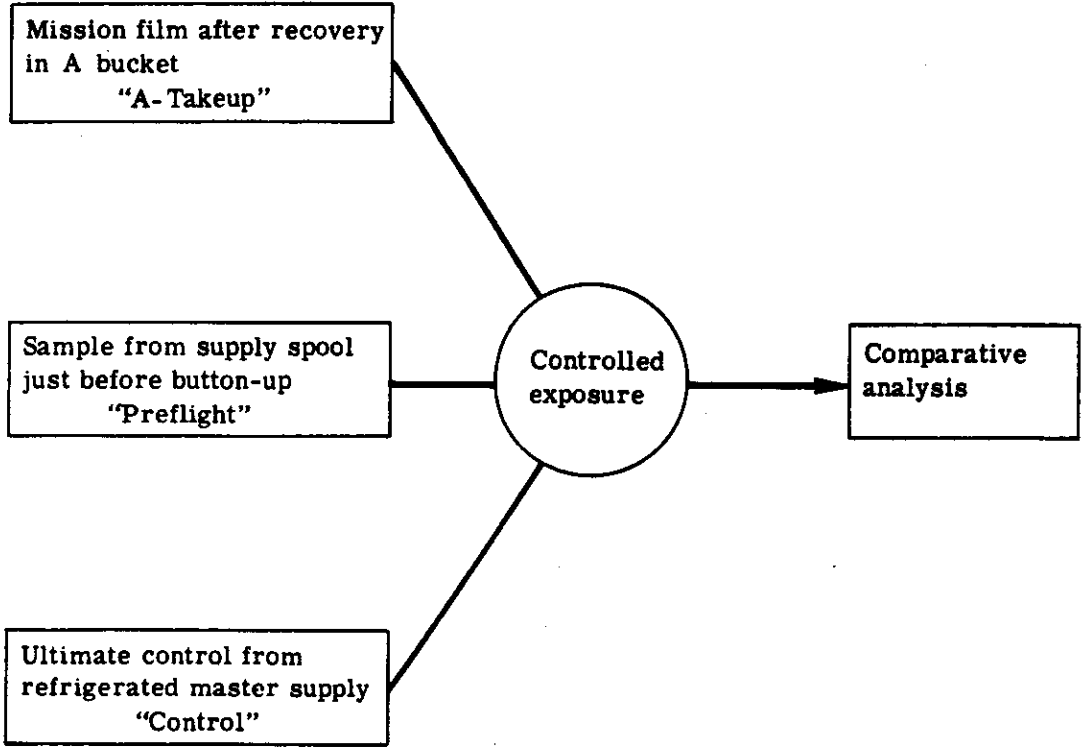 Mission film after recovery
in A bucket
"A-Takeup"
Sample from supply spool
just before button-up
"Preflight"
Ultimate control from
refrigerated master supply
"Control"
Controlled
exposure
Comparative
analysis